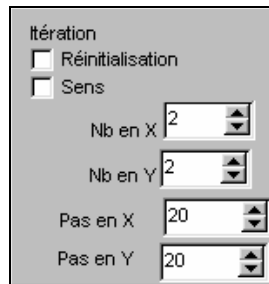 Itération
Réinitialisation
Sens
Nb en X 2
Nb en Y 2
Pas en X 20
Pas en Y 20